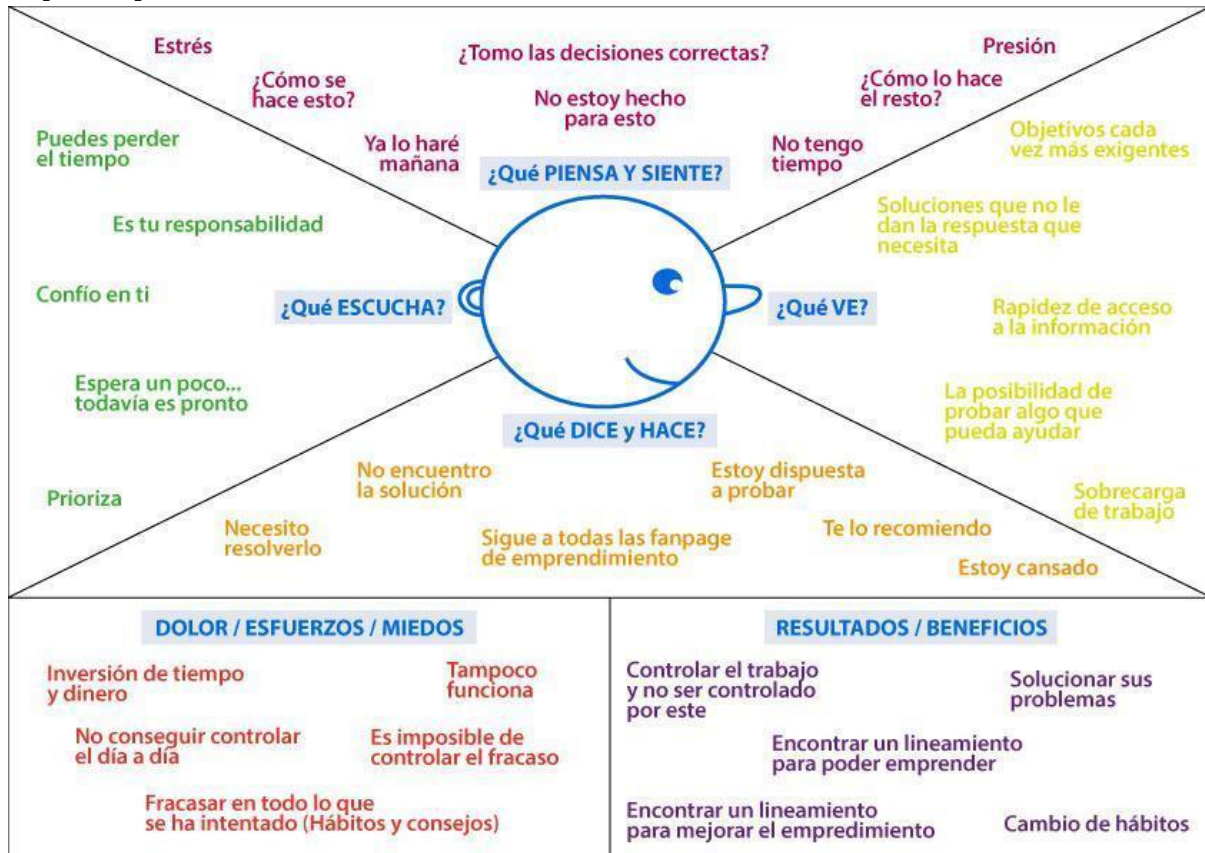 Estrés
¿Cómo se
hace esto?
Ya lo haré
mañana
¿Tomo las decisiones correctas?
No estoy hecho
para esto
Presión
¿Cómo lo hace
el resto?
No tengo
tiempo
¿Qué PIENSA Y SIENTE?
Puedes perder
el tiempo
Es tu responsabilidad
Confío en ti
Espera un poco...
todavía es pronto
Prioriza
¿Qué ESCUCHA?
¿Qué VE?
Objetivos cada
vez más exigentes
Soluciones que no le
dan la respuesta que
necesita
Rapidez de acceso
a la información
La posibilidad de
probar algo que
pueda ayudar
Sobrecarga
de trabajo
¿Qué DICE y HACE?
No encuentro
la solución
Necesito
resolverlo
Sigue a todas las fanpage
de emprendimiento
Estoy dispuesta
a probar
Te lo recomiendo
Estoy cansado
DOLOR / ESFUERZOS / MIEDOS
Inversión de tiempo
y dinero
Tampoco
funciona
No conseguir controlar
el día a día
Es imposible de
controlar el fracaso
Fracasar en todo lo que
se ha intentado (Hábitos y consejos)
RESULTADOS / BENEFICIOS
Controlar el trabajo
y no ser controlado
por este
Solucionar sus
problemas
Encontrar un lineamiento
para poder emprender
Encontrar un lineamiento
para mejorar el empredimiento
Cambio de hábitos